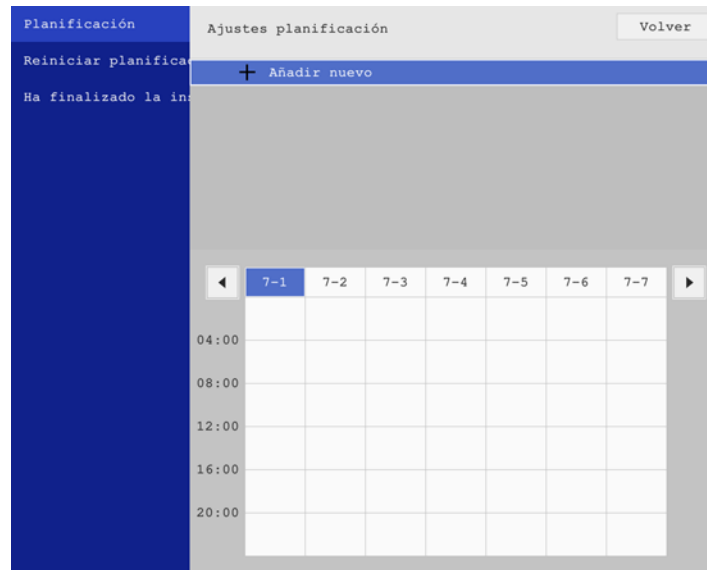 Planificación
Reiniciar planifica
Ha finalizado la in
Ajustes planificación
Volver
+ Añadir nuevo
7-1 7-2 7-3 7-4 7-5 7-6 7-7
04:00
08:00
12:00
16:00
20:00